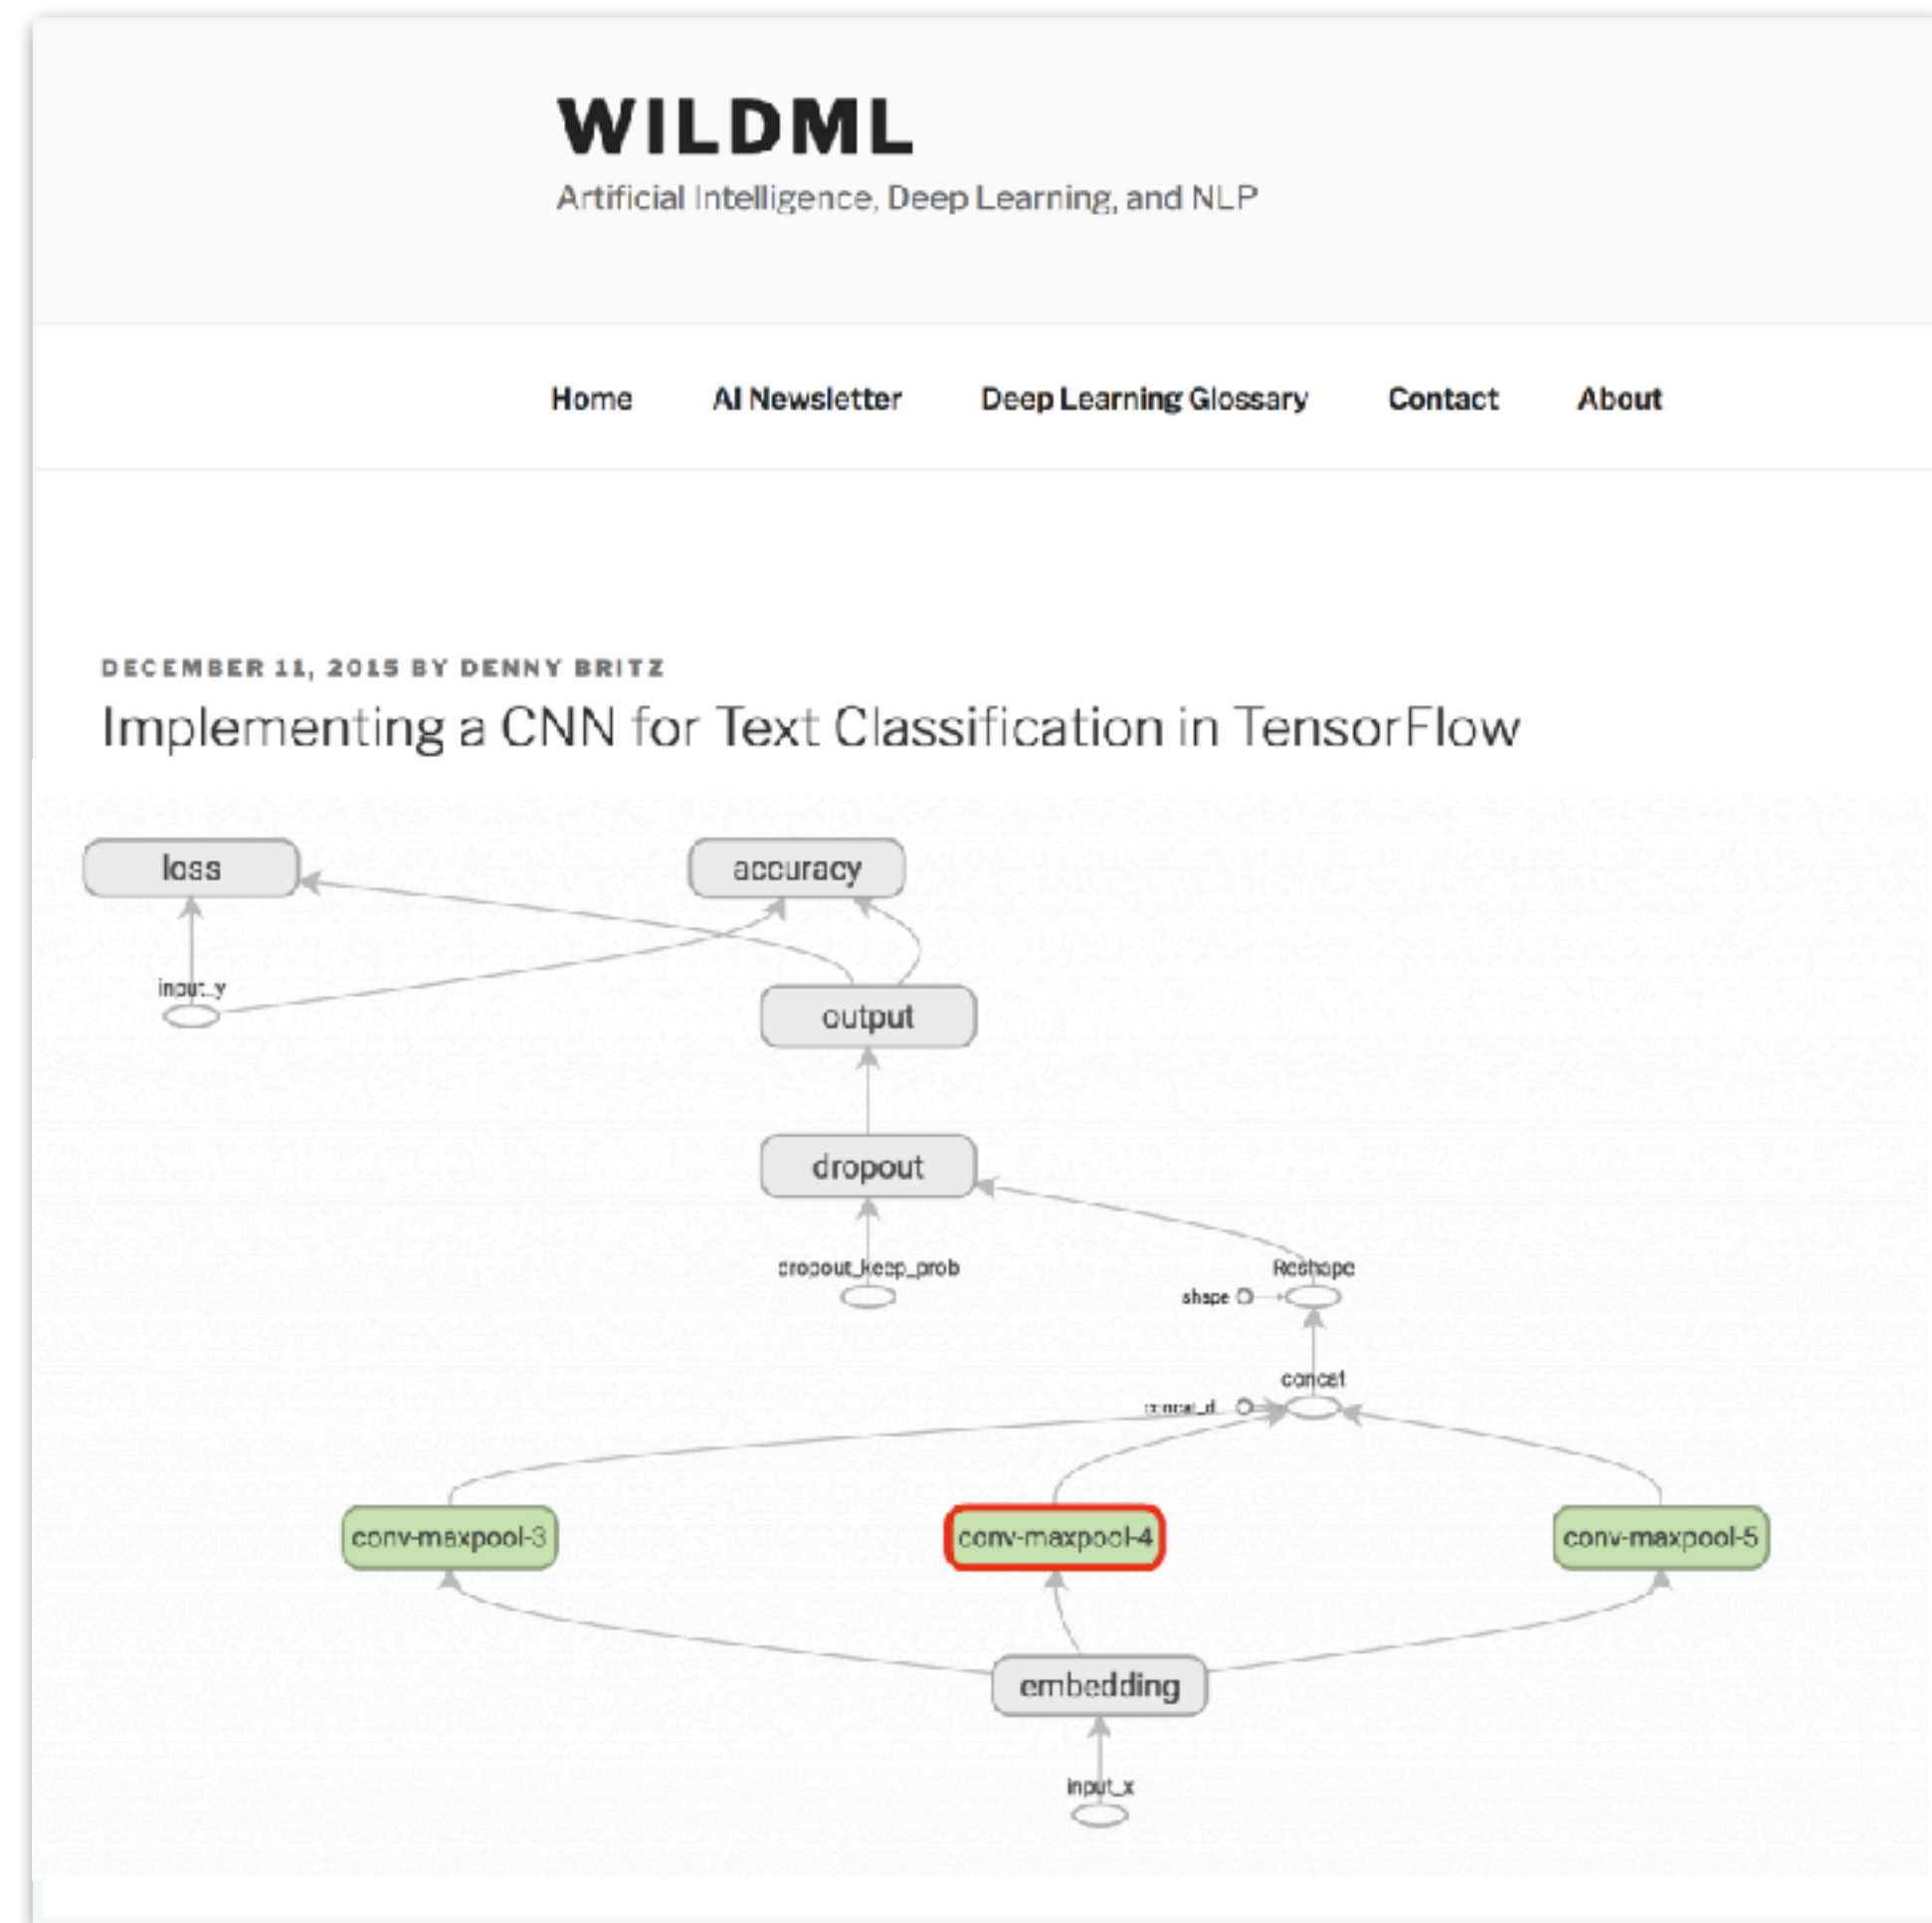 WILDML
Artificial Intelligence, Deep Learning, and NLP
Home AI Newsletter Deep Learning Glossary Contact About
DECEMBER 11, 2015 BY DENNY BRITZ
Implementing a CNN for Text Classification in TensorFlow
loss accuracy
input_y
output
dropout
dropout_keep_prob Reshape
shape
concat
concat_d
conv-maxpool-3 conv-maxpool-4 conv-maxpool-5
embedding
input_x